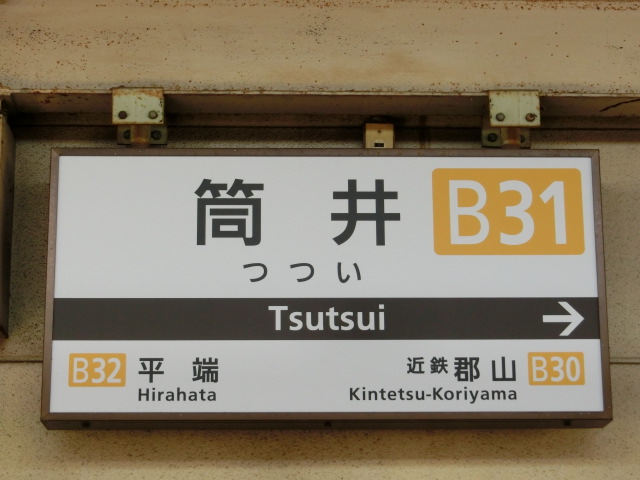 筒井 B31
つつい
Tsutsui →
B32 平端 近鉄郡山 B30
Hirahata Kintetsu-Koriyama